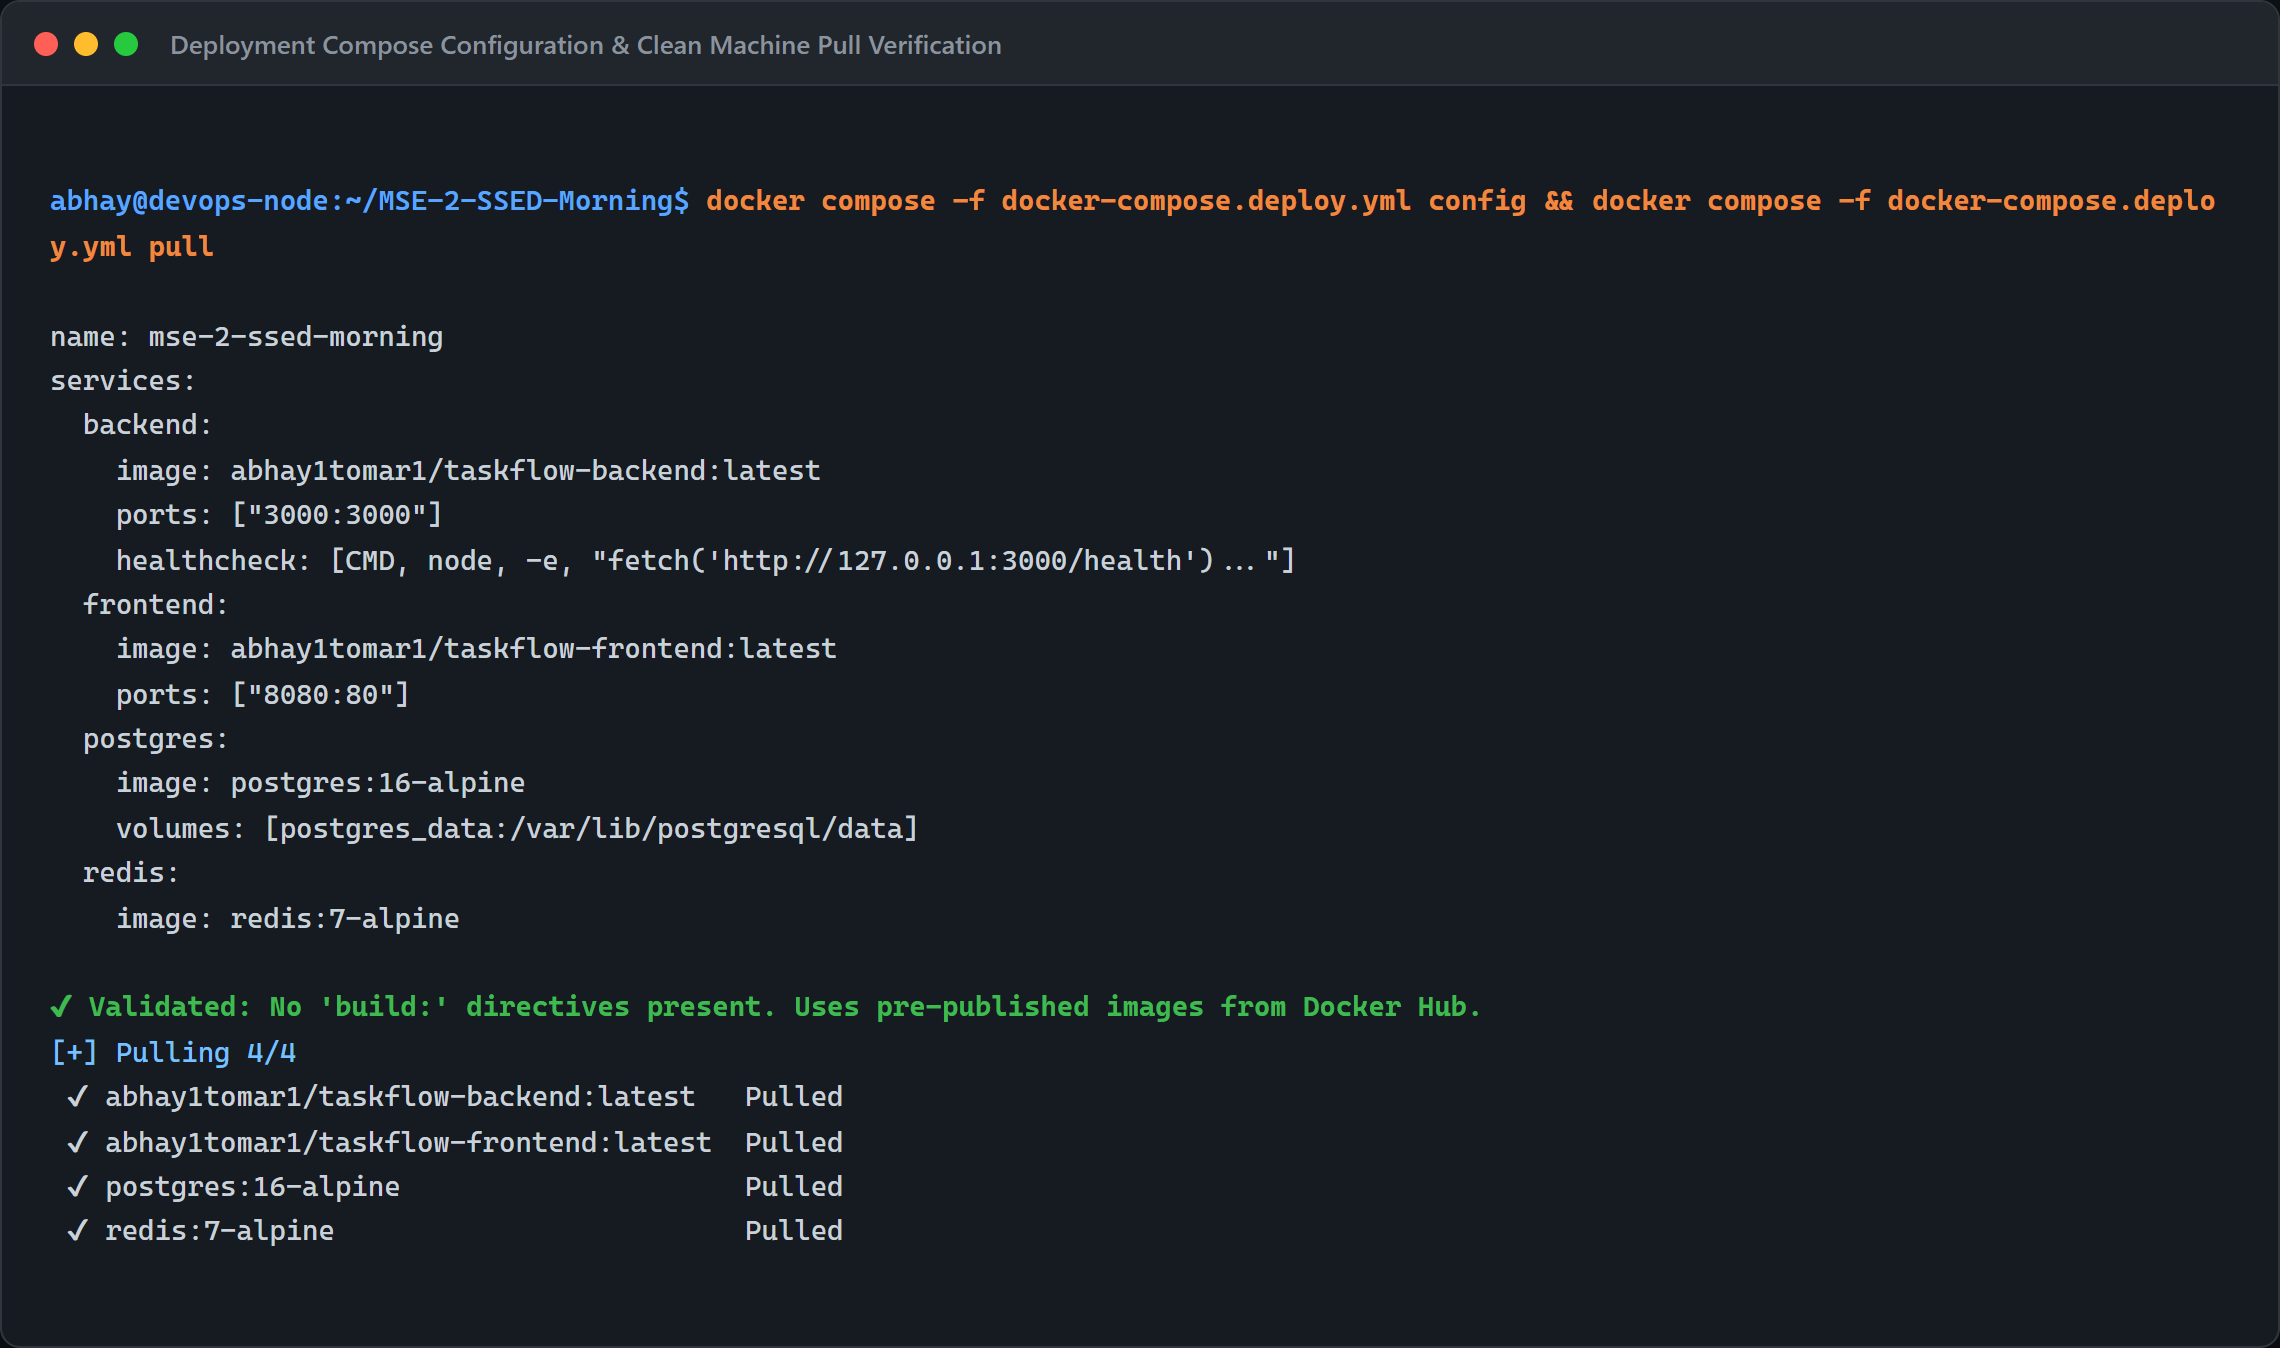 Deployment Compose Configuration & Clean Machine Pull Verification
abhay@devops-node:~/MSE-2-SSED-Morning$ docker compose -f docker-compose.deploy.yml config && docker compose -f docker-compose.deplo
y.yml pull
name: mse-2-ssed-morning
services:
  backend:
    image: abhay1tomar1/taskflow-backend:latest
    ports: ["3000:3000"]
    healthcheck: [CMD, node, -e, "fetch('http://127.0.0.1:3000/health')..."]
  frontend:
    image: abhay1tomar1/taskflow-frontend:latest
    ports: ["8080:80"]
  postgres:
    image: postgres:16-alpine
    volumes: [postgres_data:/var/lib/postgresql/data]
  redis:
    image: redis:7-alpine
✓ Validated: No 'build:' directives present. Uses pre-published images from Docker Hub.
[+] Pulling 4/4
 ✓ abhay1tomar1/taskflow-backend:latest   Pulled
 ✓ abhay1tomar1/taskflow-frontend:latest  Pulled
 ✓ postgres:16-alpine                     Pulled
 ✓ redis:7-alpine                         Pulled